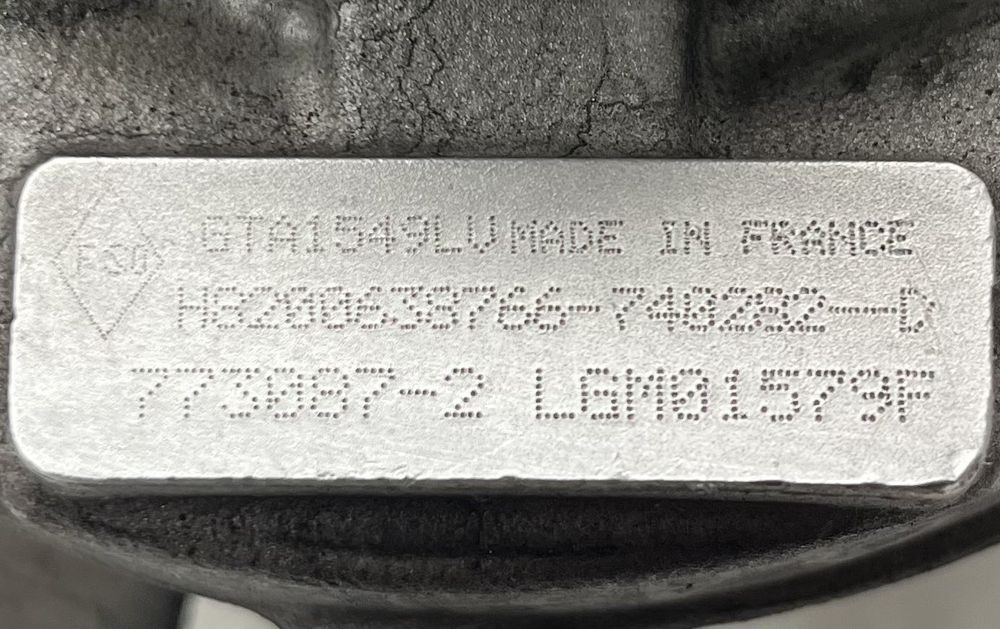 GTA1549LV MADE IN FRANCE
H8200638766-740282--D
773087-2 LGM01579F